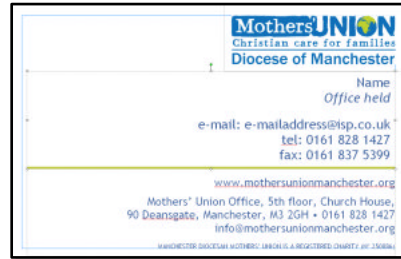 Mothers' UNION
Christian care for families
Diocese of Manchester
Name
Office held
e-mail: e-mailaddress@isp.co.uk
tel: 0161 828 1427
fax: 0161 837 5399
www.mothersunionmanchester.org
Mothers' Union Office, 5th floor, Church House,
90 Deansgate, Manchester, M3 2GH • 0161 828 1427
info@mothersunionmanchester.org
MANCHESTER DIOCESAN MOTHERS' UNION IS A REGISTERED CHARITY